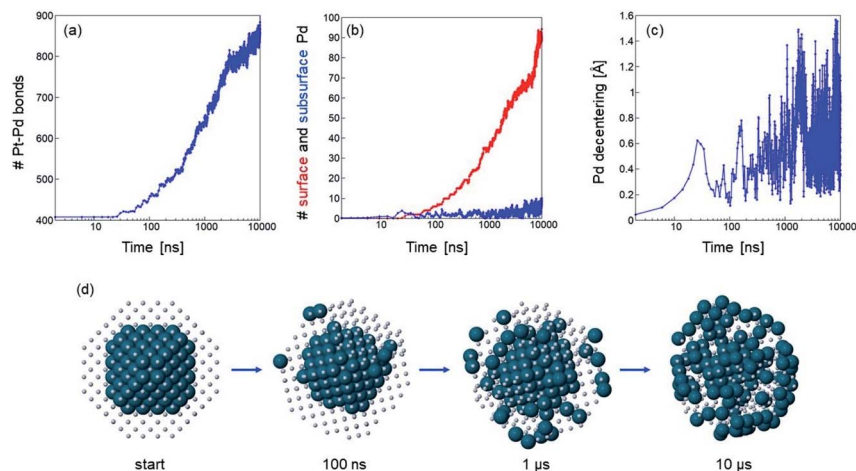 (a)
# Pt-Pd bonds
900
800
700
600
500
400
10
100
1000
10000
Time [ns]
(b)
# surface and subsurface Pd
100
90
80
70
60
50
40
30
20
10
0
10
100
1000
10000
Time [ns]
(c)
Pd decentering [Å]
1.6
1.4
1.2
1
0.8
0.6
0.4
0.2
0
10
100
1000
10000
Time [ns]
(d)
start
100 ns
1 µs
10 µs